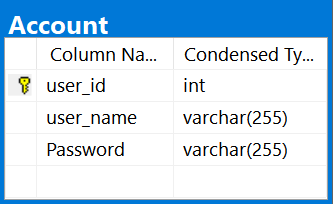 Account
Column Na... Condensed Ty...
user_id int
user_name varchar(255)
Password varchar(255)